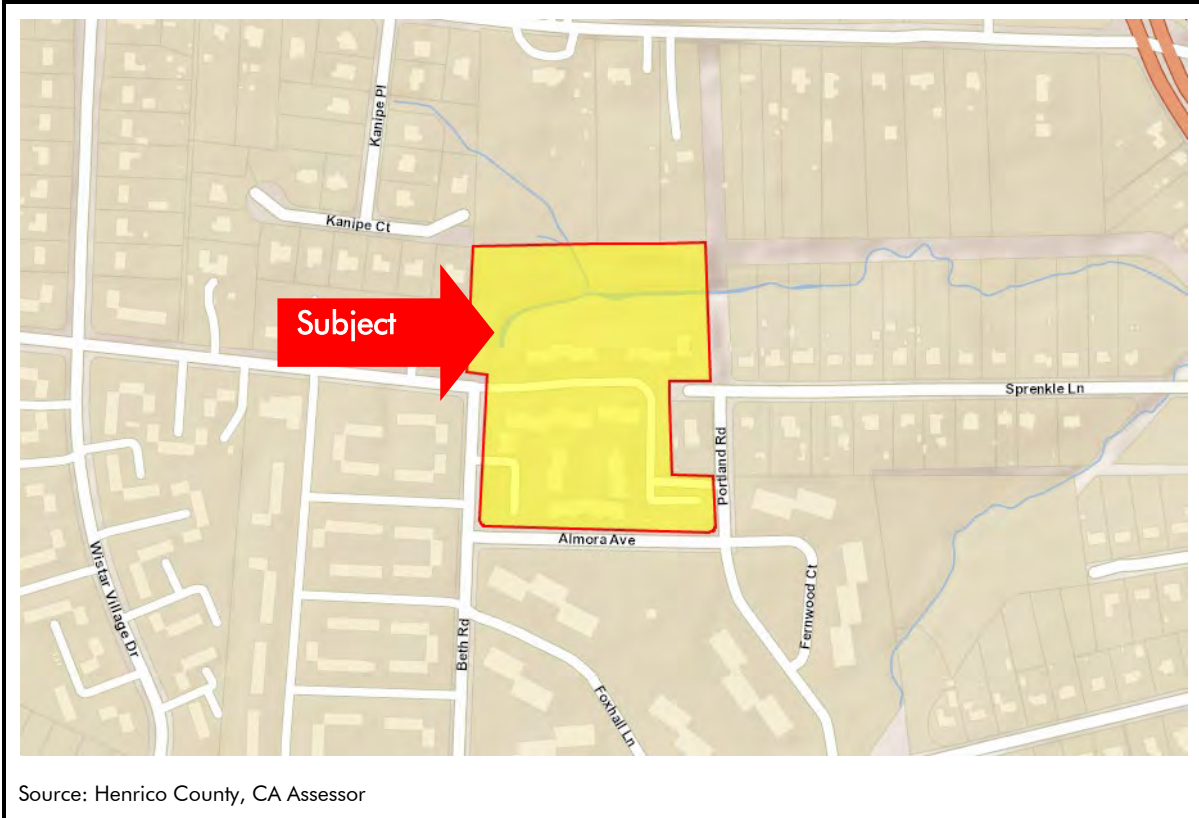 Kanipe Pl
Kanipe Ct
Subject
Sprenkle Ln
Portland Rd
Almora Ave
Wistar Village Dr
Beth Rd
Foxhall Ln
Fernwood Ct
Source: Henrico County, CA Assessor